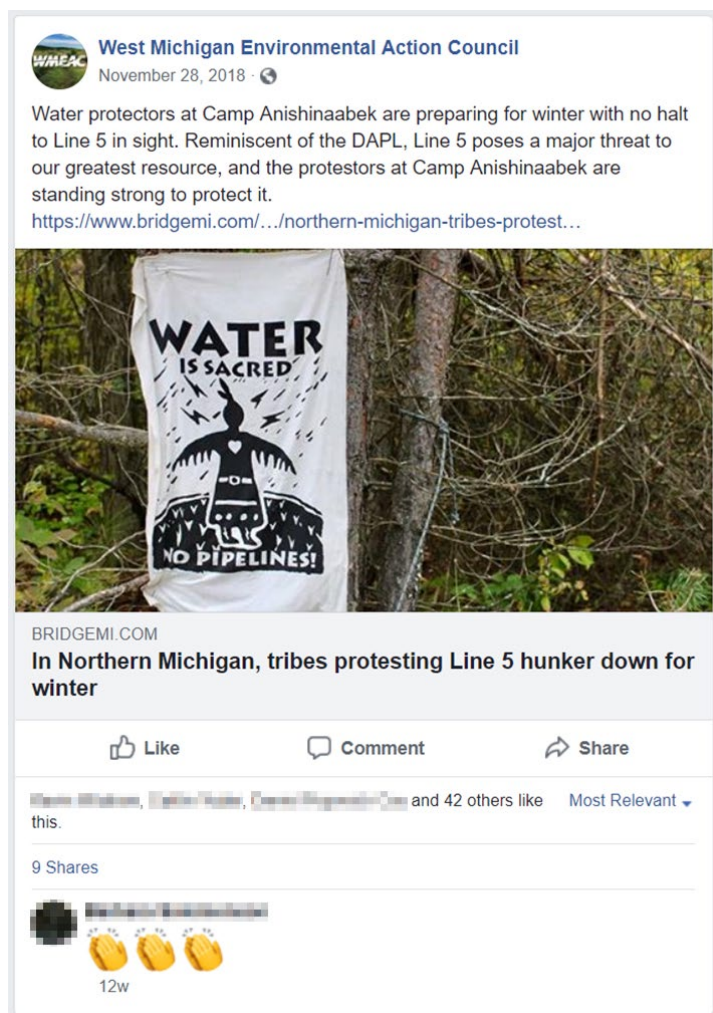 WMEAC
West Michigan Environmental Action Council
November 28, 2018 ·
Water protectors at Camp Anishinaabek are preparing for winter with no halt
to Line 5 in sight. Reminiscent of the DAPL, Line 5 poses a major threat to
our greatest resource, and the protestors at Camp Anishinaabek are
standing strong to protect it.
https://www.bridgemi.com/…/northern-michigan-tribes-protest…
WATER
IS SACRED
NO PIPELINES!
BRIDGEMI.COM
In Northern Michigan, tribes protesting Line 5 hunker down for
winter
Like Comment Share
and 42 others like Most Relevant
this.
9 Shares
12w